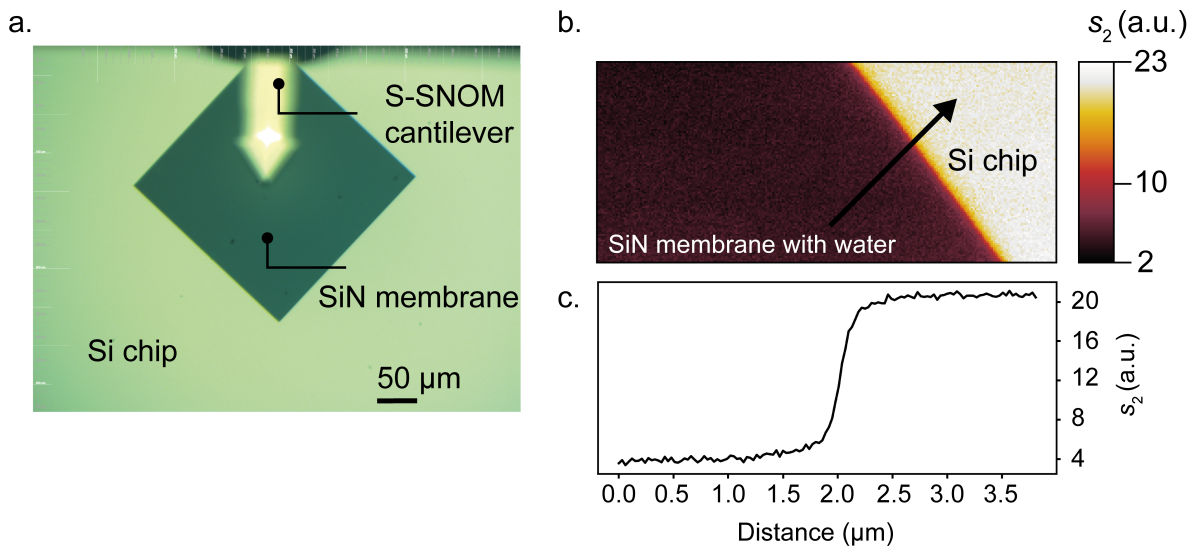 a.
S-SNOM
cantilever
SiN membrane
Si chip
50 μm
b.
s₂ (a.u.)
23
10
2
Si chip
SiN membrane with water
c.
20
16
12
8
4
s₂ (a.u.)
0.0 0.5 1.0 1.5 2.0 2.5 3.0 3.5
Distance (μm)